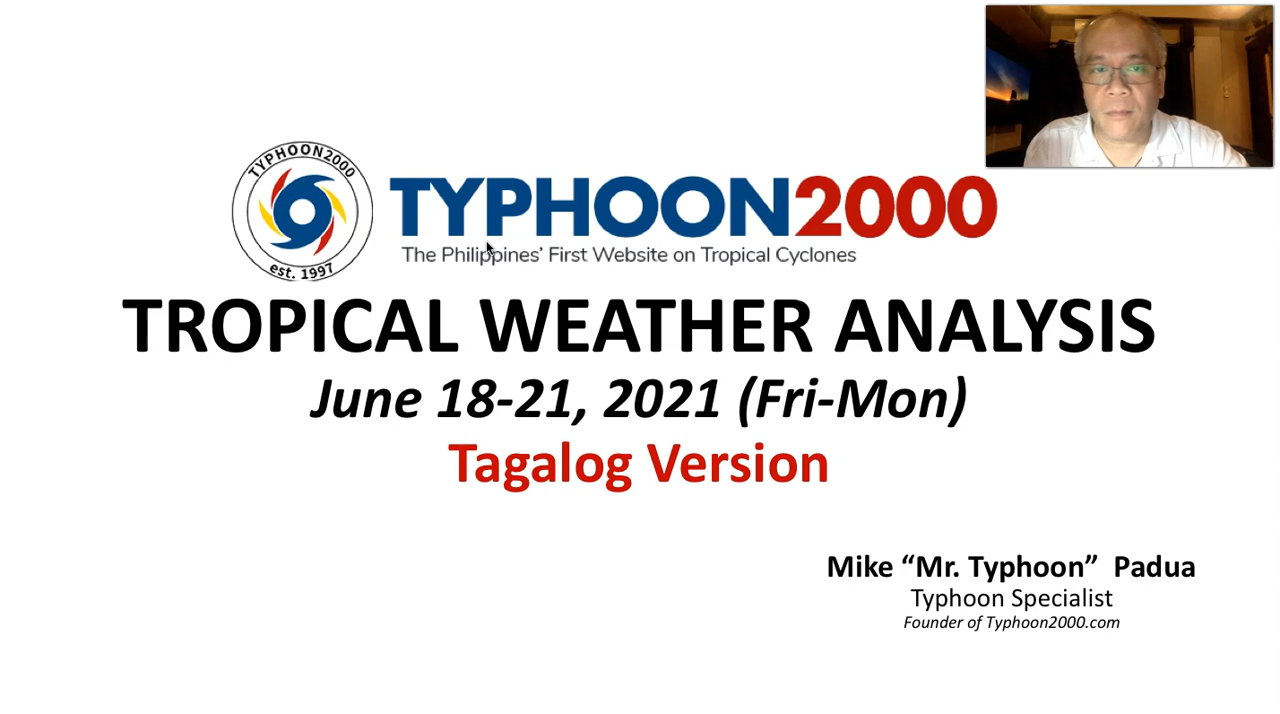 TYPHOON2000
est. 1997
TYPHOON2000
The Philippines’ First Website on Tropical Cyclones
TROPICAL WEATHER ANALYSIS
June 18-21, 2021 (Fri-Mon)
Tagalog Version
Mike “Mr. Typhoon” Padua
Typhoon Specialist
Founder of Typhoon2000.com